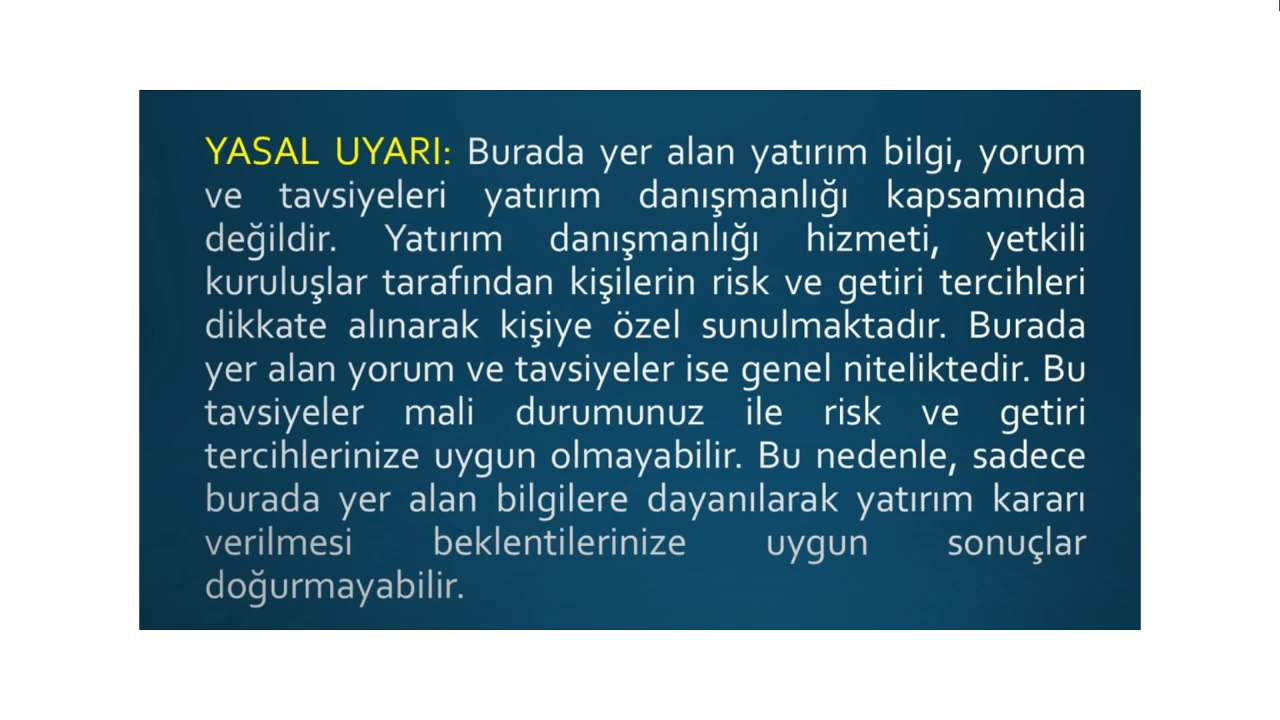 YASAL UYARI: Burada yer alan yatırım bilgi, yorum
ve tavsiyeleri yatırım danışmanlığı kapsamında
değildir. Yatırım danışmanlığı hizmeti, yetkili
kuruluşlar tarafından kişilerin risk ve getiri tercihleri
dikkate alınarak kişiye özel sunulmaktadır. Burada
yer alan yorum ve tavsiyeler ise genel niteliktedir. Bu
tavsiyeler mali durumunuz ile risk ve getiri
tercihlerinize uygun olmayabilir. Bu nedenle, sadece
burada yer alan bilgilere dayanılarak yatırım kararı
verilmesi beklentilerinize uygun sonuçlar
doğurmayabilir.